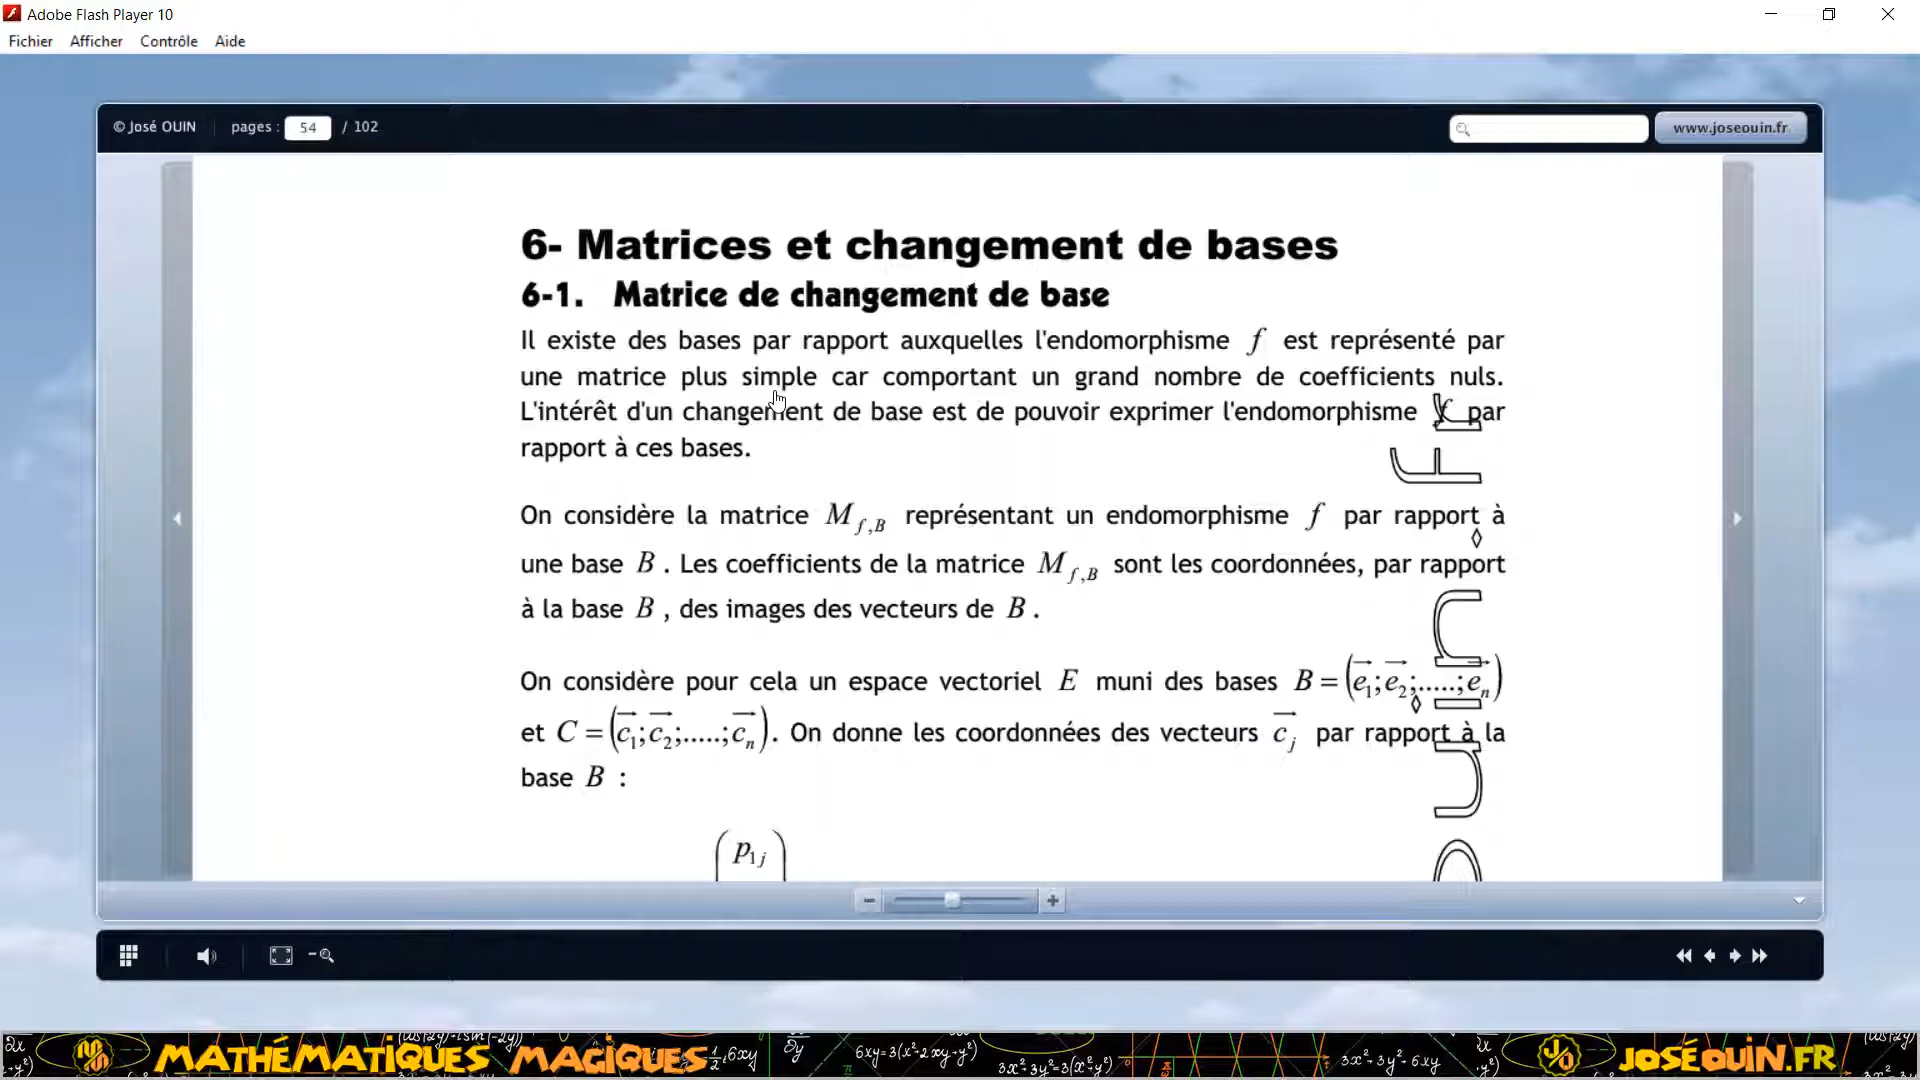 Adobe Flash Player 10
Fichier Afficher Contrôle Aide
© José OUIN pages : 54 / 102 www.joseouin.fr
6- Matrices et changement de bases
6-1. Matrice de changement de base
Il existe des bases par rapport auxquelles l'endomorphisme f est représenté par
une matrice plus simple car comportant un grand nombre de coefficients nuls.
L'intérêt d'un changement de base est de pouvoir exprimer l'endomorphisme f par
rapport à ces bases.
On considère la matrice M_{f,B} représentant un endomorphisme f par rapport à
une base B. Les coefficients de la matrice M_{f,B} sont les coordonnées, par rapport
à la base B, des images des vecteurs de B.
On considère pour cela un espace vectoriel E muni des bases B = (e₁; e₂;.....; eₙ)
et C = (c₁; c₂;.....; cₙ). On donne les coordonnées des vecteurs c_j par rapport à la
base B :
p_{1j}
MATHÉMATIQUES MAGIQUES JOSÉOUIN.FR